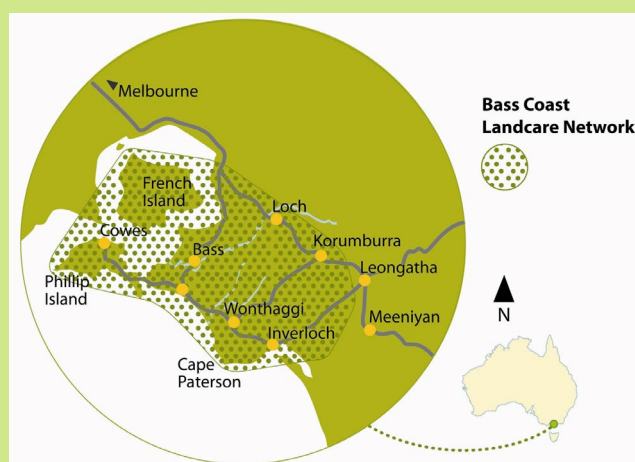 Melbourne
Bass Coast
Landcare Network
French
Island
Loch
Cowes
Korumburra
Bass
Leongatha
Phillip
Island
Wonthaggi
Meeniyan
N
Inverloch
Cape
Paterson